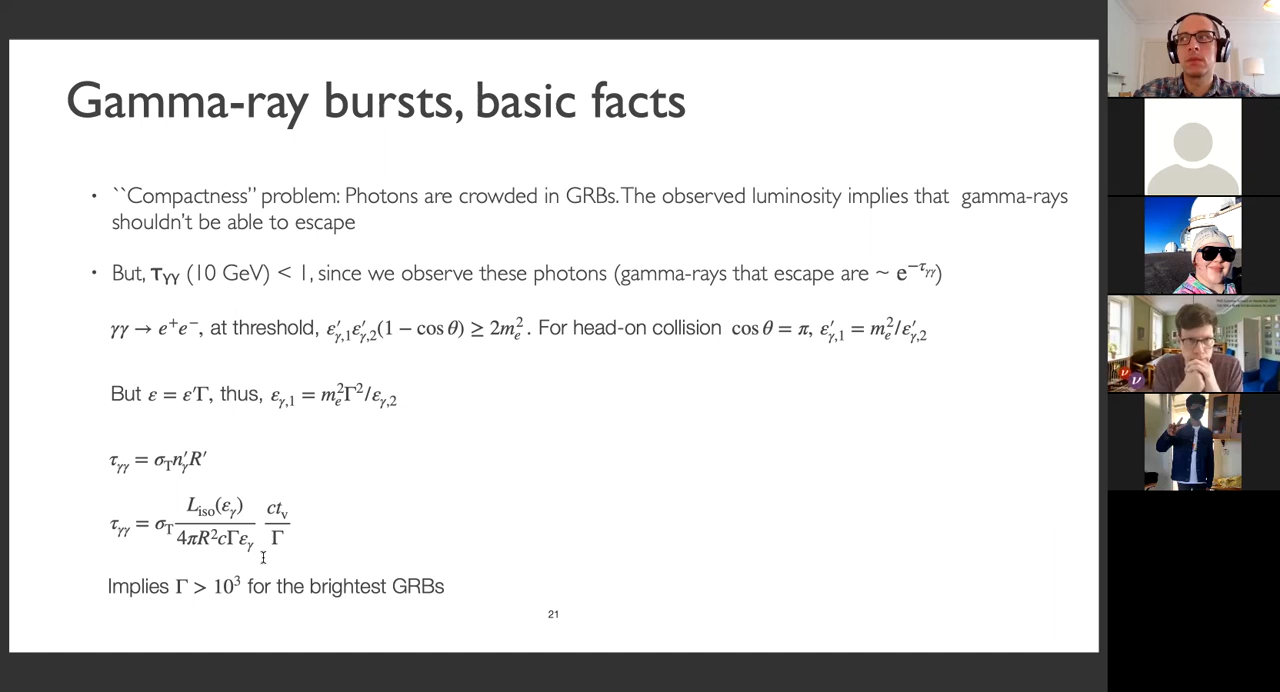 Gamma-ray bursts, basic facts
• ``Compactness'' problem: Photons are crowded in GRBs. The observed luminosity implies that gamma-rays
shouldn't be able to escape
• But, τγγ (10 GeV) < 1, since we observe these photons (gamma-rays that escape are ~ e^−τγγ)
γγ → e⁺e⁻, at threshold, ε′γ,1ε′γ,2(1 − cos θ) ≥ 2m²ₑ. For head-on collision cos θ = π, ε′γ,1 = m²ₑ/ε′γ,2
But ε = ε′Γ, thus, εγ,1 = m²ₑΓ²/εγ,2
τγγ = σT n′γ R′
τγγ = σT Liso(εγ)/4πR²cΓεγ ctv/Γ
Implies Γ > 10³ for the brightest GRBs
21